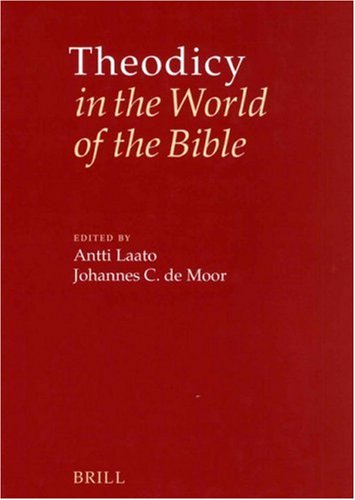 Theodicy
in the World
of the Bible
EDITED BY
Antti Laato
Johannes C. de Moor
BRILL